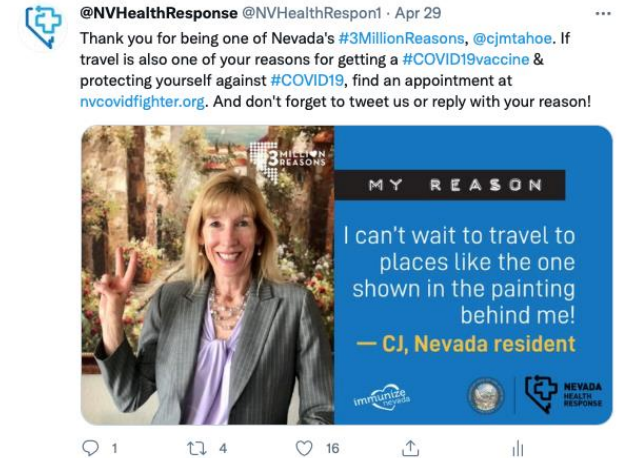 @NVHealthResponse @NVHealthRespon1 · Apr 29 ...
Thank you for being one of Nevada's #3MillionReasons, @cjmtahoe. If
travel is also one of your reasons for getting a #COVID19vaccine &
protecting yourself against #COVID19, find an appointment at
nvcovidfighter.org. And don't forget to tweet us or reply with your reason!
3 MILLION
REASONS
MY REASON
I can't wait to travel to
places like the one
shown in the painting
behind me!
— CJ, Nevada resident
immunize
nevada
NEVADA
HEALTH
RESPONSE
1 4 16